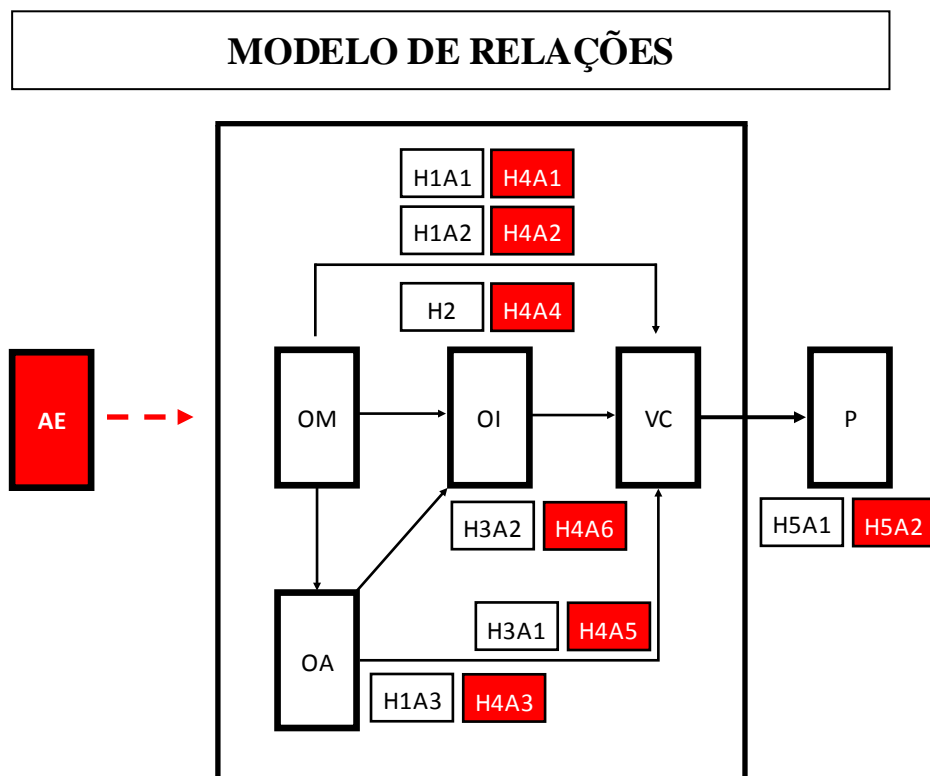 MODELO DE RELAÇÕES
H1A1 H4A1
H1A2 H4A2
H2 H4A4
AE OM OI VC P
H3A2 H4A6 H5A1 H5A2
H3A1 H4A5
OA
H1A3 H4A3